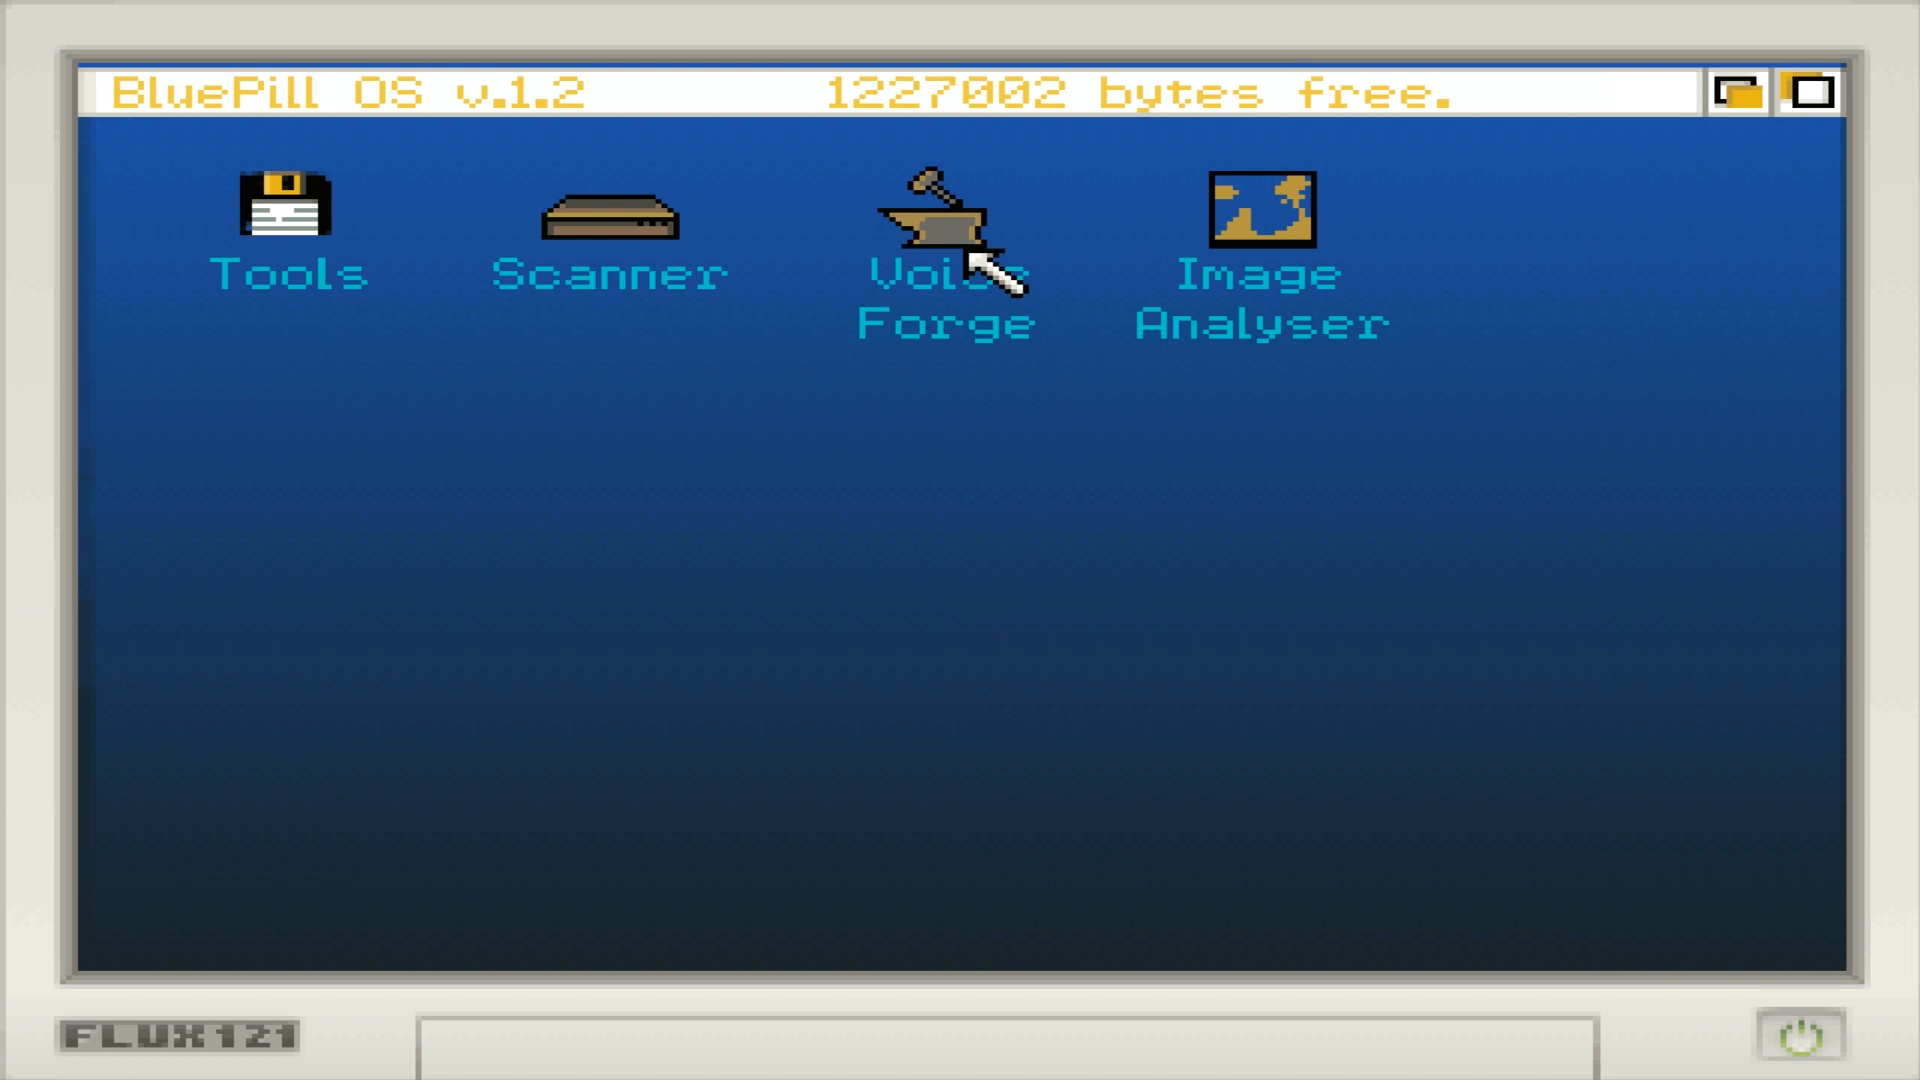 BluePill OS v.1.2 1227002 bytes free.
Tools Scanner Image
Forge Analyser
FLUX121